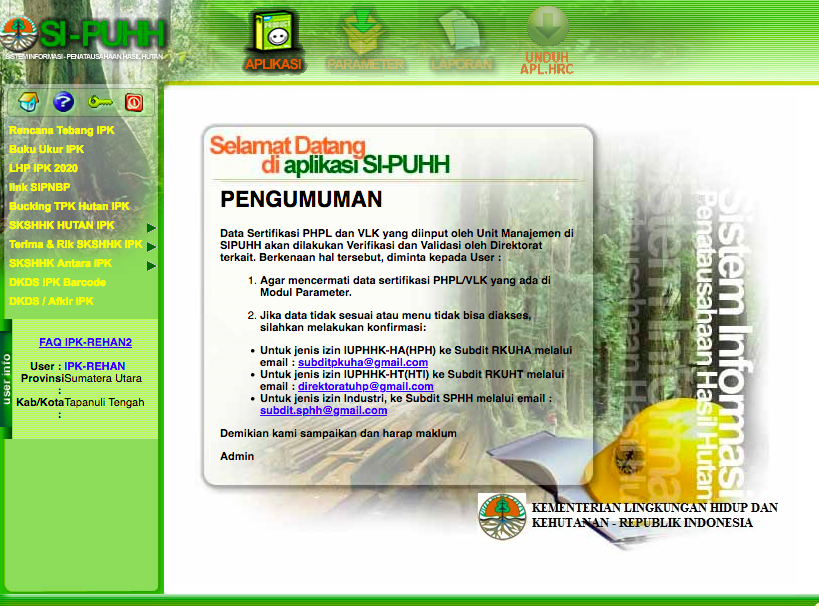 SI-PUHH
SISTEM INFORMASI - PENATAUSAHAAN HASIL HUTAN
PRODUCT
APLIKASI
PARAMETER
LAPORAN
UNDUH
APL.HRC
Rencana Tebang IPK
Buku Ukur IPK
LHP IPK 2020
link SIPNBP
Bucking TPK Hutan IPK
SKSHHK HUTAN IPK
Terima & Rik SKSHHK IPK
SKSHHK Antara IPK
DKDS IPK Barcode
DKDS / Afkir IPK
user info
FAQ IPK-REHAN2
User : IPK-REHAN
Provinsi Sumatera Utara
:
Kab/Kota Tapanuli Tengah
:
Selamat Datang
di aplikasi SI-PUHH
PENGUMUMAN
Data Sertifikasi PHPL dan VLK yang diinput oleh Unit Manajemen di
SIPUHH akan dilakukan Verifikasi dan Validasi oleh Direktorat
terkait. Berkenaan hal tersebut, diminta kepada User :
1. Agar mencermati data sertifikasi PHPL/VLK yang ada di
Modul Parameter.
2. Jika data tidak sesuai atau menu tidak bisa diakses,
silahkan melakukan konfirmasi:
• Untuk jenis izin IUPHHK-HA(HPH) ke Subdit RKUHA melalui
email : subditpkuha@gmail.com
• Untuk jenis izin IUPHHK-HT(HTI) ke Subdit RKUHT melalui
email : direktoratuhp@gmail.com
• Untuk jenis izin Industri, ke Subdit SPHH melalui email :
subdit.sphh@gmail.com
Demikian kami sampaikan dan harap maklum
Admin
Sistem Informasi
Penatausahaan Hasil Hutan
KEMENTERIAN LINGKUNGAN HIDUP DAN
KEHUTANAN - REPUBLIK INDONESIA